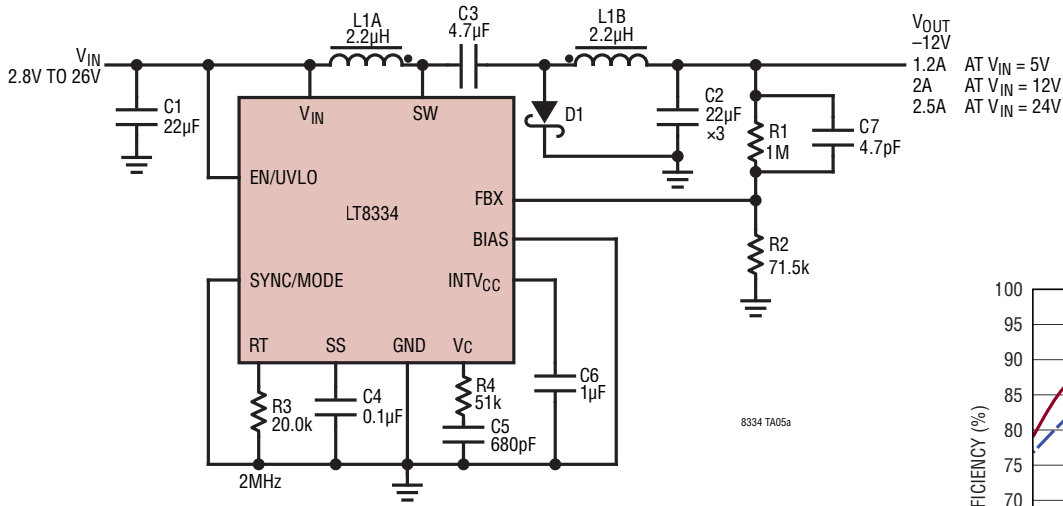 L1A
2.2µH
C3
4.7µF
L1B
2.2µH
VIN
2.8V TO 26V
VOUT
–12V
1.2A AT VIN = 5V
2A AT VIN = 12V
2.5A AT VIN = 24V
C1
22µF
VIN
SW
D1
C2
22µF
×3
R1
1M
C7
4.7pF
EN/UVLO
LT8334
FBX
BIAS
R2
71.5k
SYNC/MODE
INTVCC
RT
SS
GND
VC
R3
20.0k
C4
0.1µF
R4
51k
C5
680pF
C6
1µF
8334 TA05a
2MHz
100
95
90
85
80
75
70
FICIENCY (%)